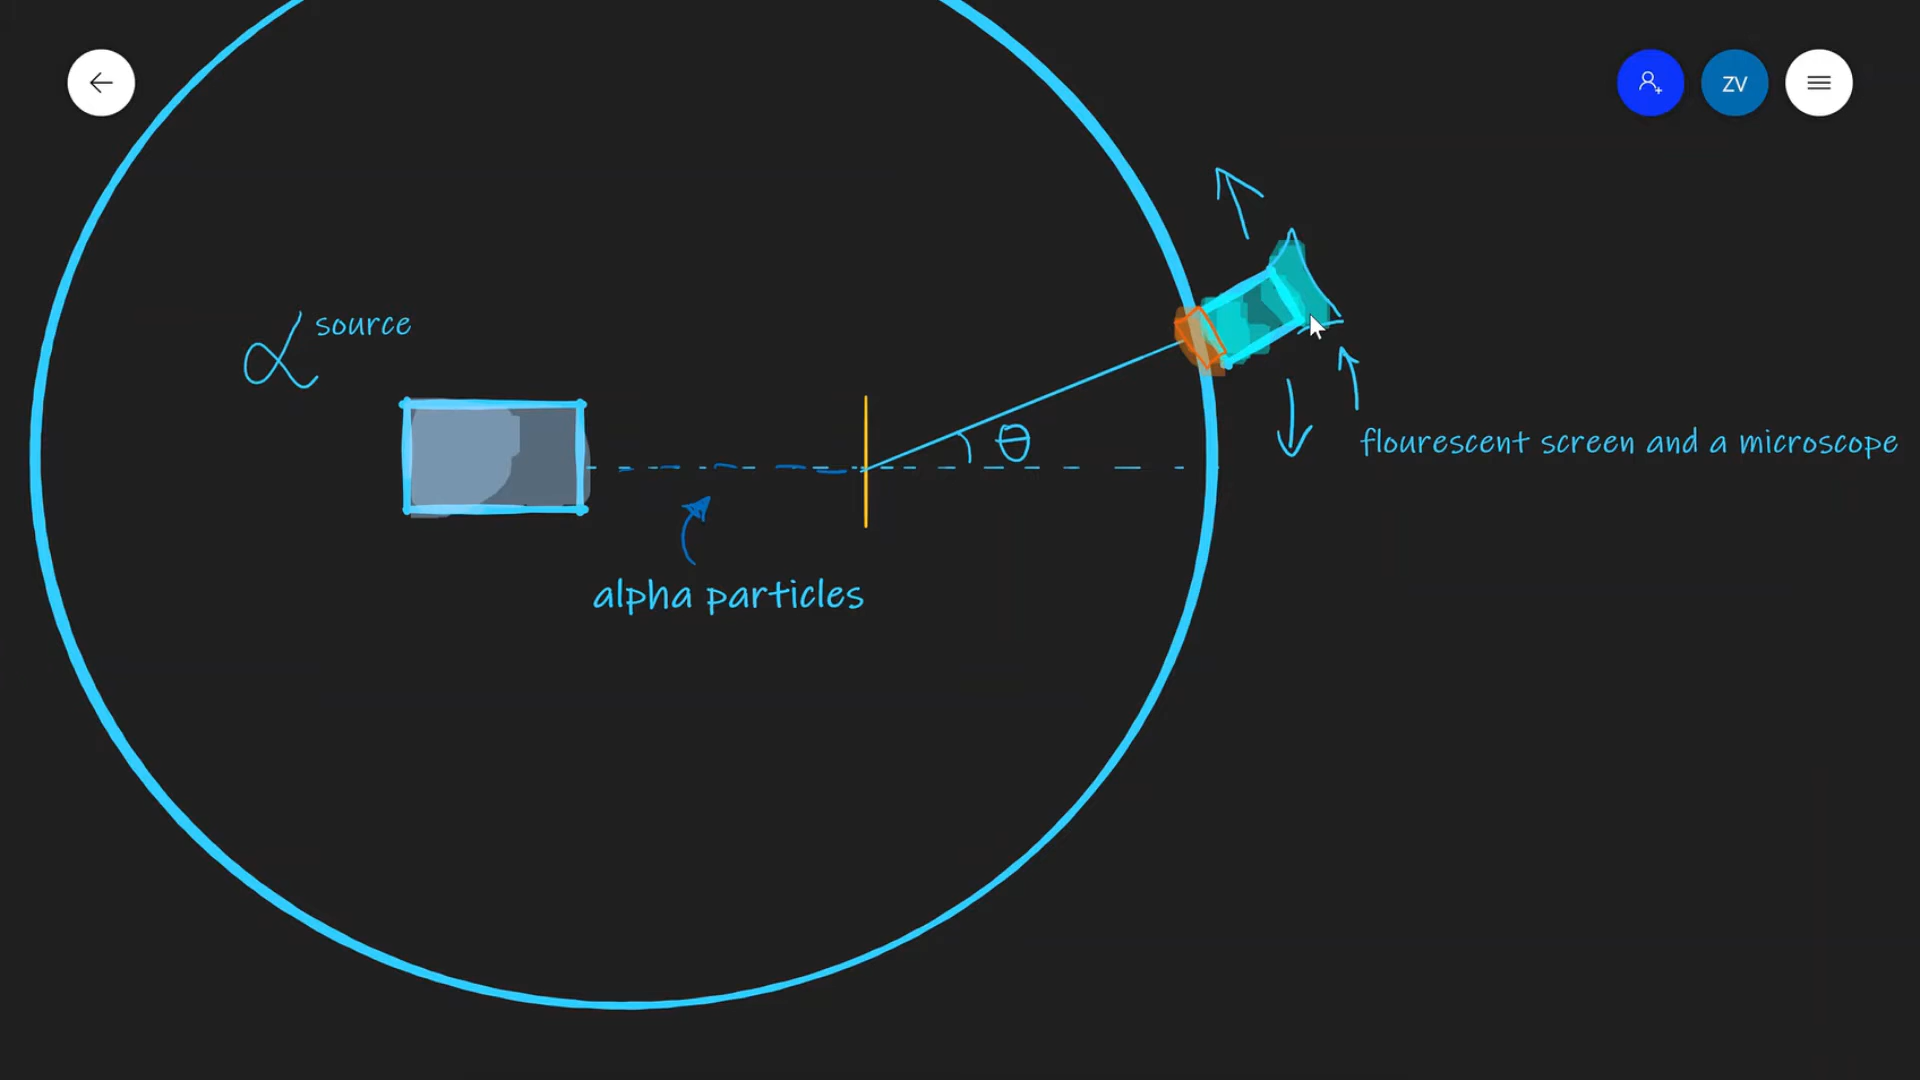 ZV
α source
θ
flourescent screen and a microscope
alpha particles